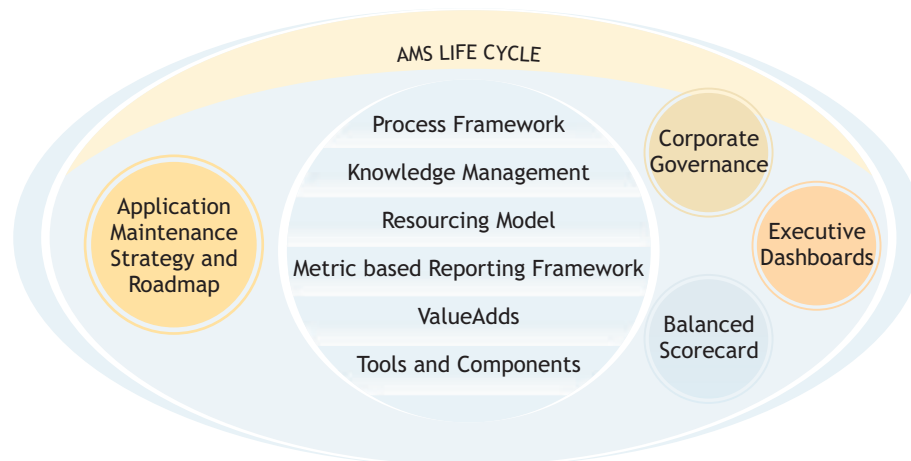 AMS LIFE CYCLE
Application
Maintenance
Strategy and
Roadmap
Process Framework
Knowledge Management
Resourcing Model
Metric based Reporting Framework
ValueAdds
Tools and Components
Corporate
Governance
Executive
Dashboards
Balanced
Scorecard